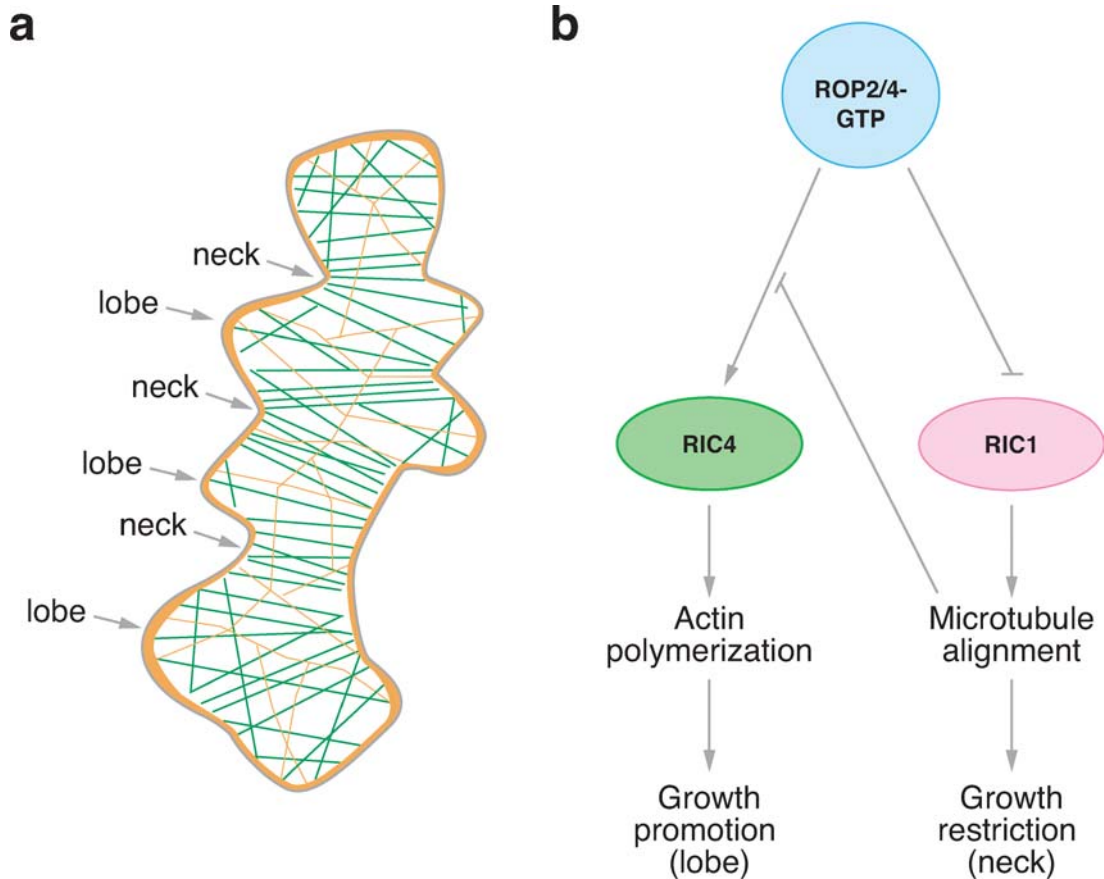 a
neck
lobe
neck
lobe
neck
lobe
b
ROP2/4-
GTP
RIC4
RIC1
Actin
polymerization
Microtubule
alignment
Growth
promotion
(lobe)
Growth
restriction
(neck)